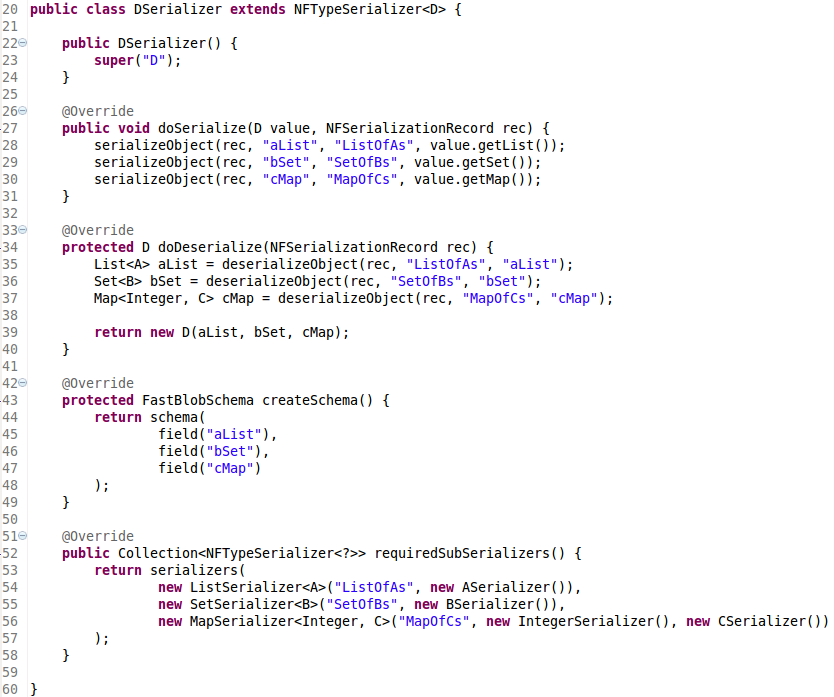 20 public class DSerializer extends NFTypeSerializer<D> {
21
22 public DSerializer() {
23 super("D");
24 }
25
26 @Override
27 public void doSerialize(D value, NFSerializationRecord rec) {
28 serializeObject(rec, "aList", "ListOfAs", value.getList());
29 serializeObject(rec, "bSet", "SetOfBs", value.getSet());
30 serializeObject(rec, "cMap", "MapOfCs", value.getMap());
31 }
32
33 @Override
34 protected D doDeserialize(NFSerializationRecord rec) {
35 List<A> aList = deserializeObject(rec, "ListOfAs", "aList");
36 Set<B> bSet = deserializeObject(rec, "SetOfBs", "bSet");
37 Map<Integer, C> cMap = deserializeObject(rec, "MapOfCs", "cMap");
38
39 return new D(aList, bSet, cMap);
40 }
41
42 @Override
43 protected FastBlobSchema createSchema() {
44 return schema(
45 field("aList"),
46 field("bSet"),
47 field("cMap")
48 );
49 }
50
51 @Override
52 public Collection<NFTypeSerializer<?>> requiredSubSerializers() {
53 return serializers(
54 new ListSerializer<A>("ListOfAs", new ASerializer()),
55 new SetSerializer<B>("SetOfBs", new BSerializer()),
56 new MapSerializer<Integer, C>("MapOfCs", new IntegerSerializer(), new CSerializer())
57 );
58 }
59
60 }